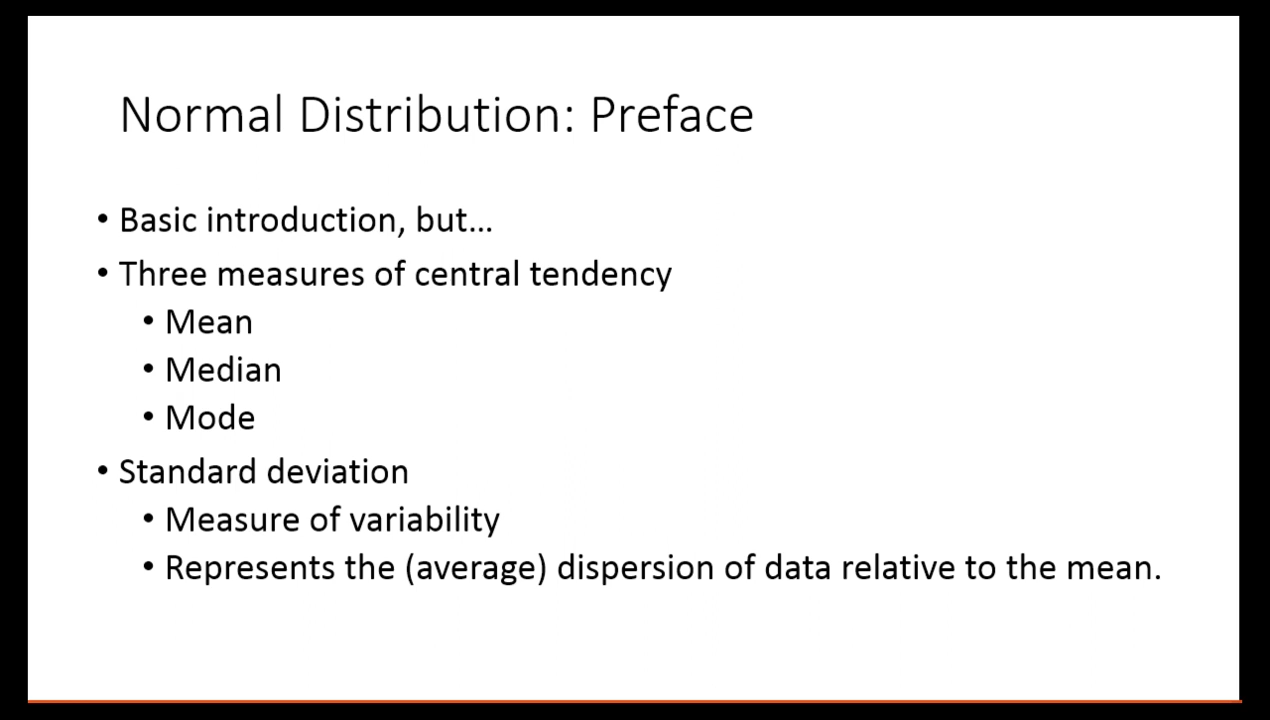 Normal Distribution: Preface
• Basic introduction, but…
• Three measures of central tendency
• Mean
• Median
• Mode
• Standard deviation
• Measure of variability
• Represents the (average) dispersion of data relative to the mean.